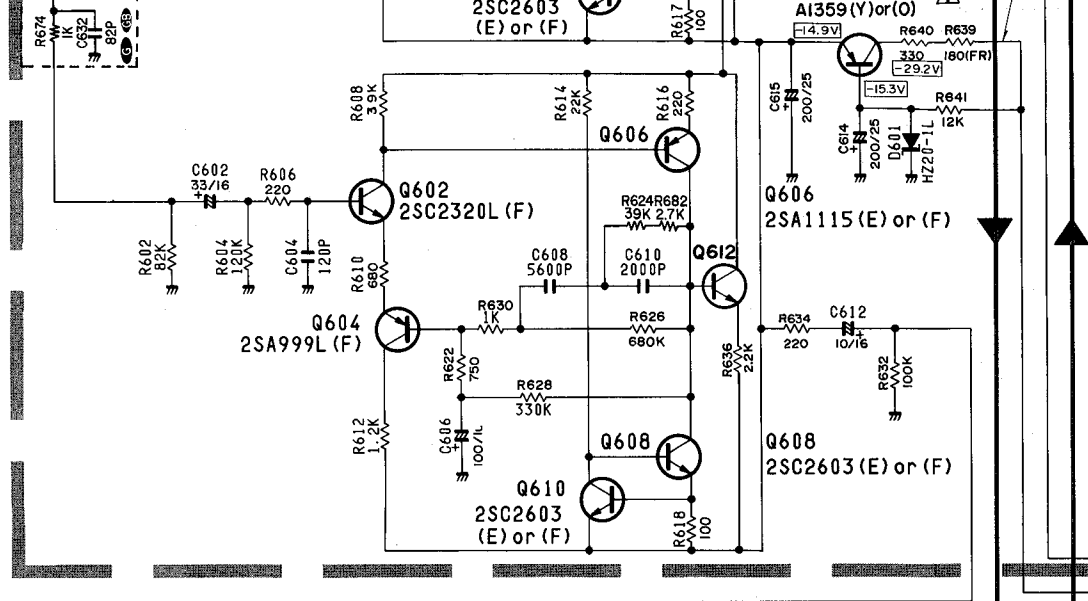 2SC2603
(E) or (F)
R617
100
A1359(Y)or(O)
R674
1K
C632
82P
G
GB
-14.9V
R640
330
R639
180(FR)
-29.2V
-15.3V
R608
3.9K
R614
22K
R616
220
C615
200/25
R641
12K
C614
200/25
D601
HZ20-1L
Q606
Q606
2SA1115(E) or (F)
C602
33/16
+
R606
220
Q602
2SC2320L(F)
R624
39K
R682
2.7K
R602
82K
R604
120K
C604
120P
R610
680
C608
5600P
C610
2000P
Q612
Q604
2SA999L(F)
R630
1K
R626
680K
R634
220
C612
10/16
+
R622
750
R636
2.2K
R632
100K
R628
330K
R612
1.2K
C606
+
Q608
Q608
2SC2603(E) or (F)
Q610
2SC2603
(E) or (F)
R618
100